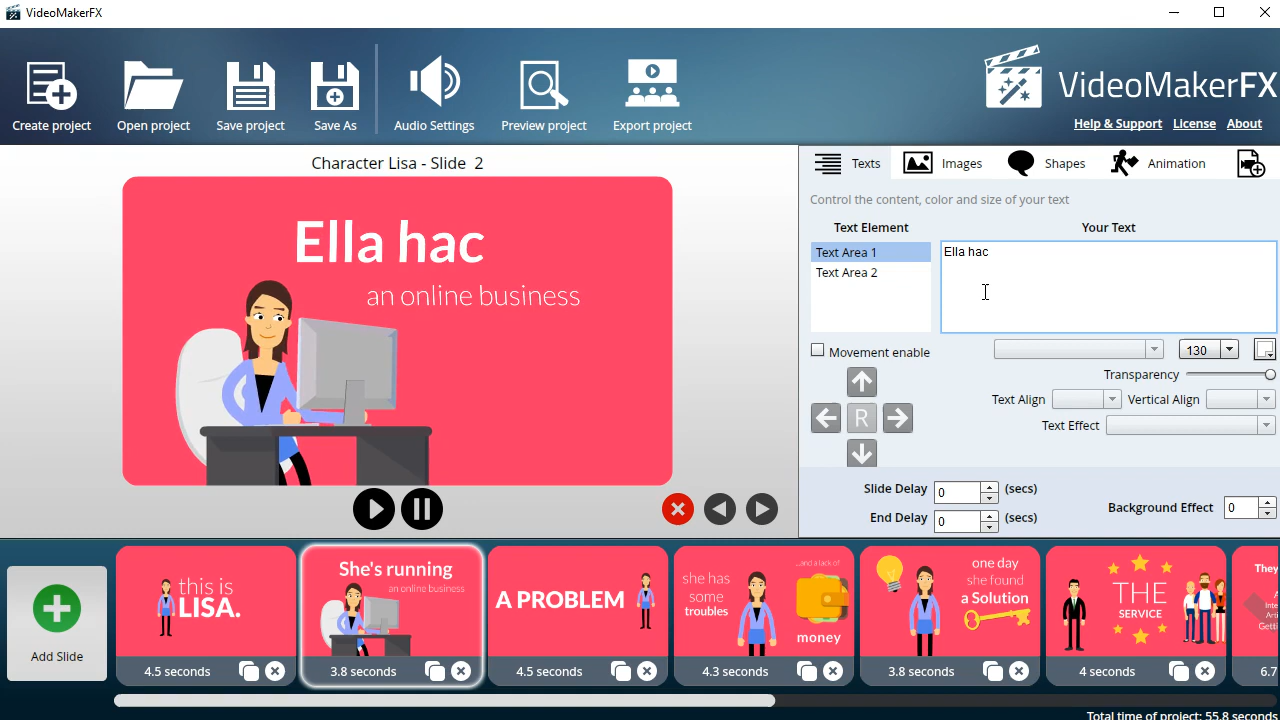 VideoMakerFX
Create project
Open project
Save project
Save As
Audio Settings
Preview project
Export project
VideoMakerFX
Help & Support
License
About
Character Lisa - Slide 2
Ella hac
an online business
Texts
Images
Shapes
Animation
Control the content, color and size of your text
Text Element
Your Text
Text Area 1
Text Area 2
Ella hac
Movement enable
130
Transparency
Text Align
Vertical Align
Text Effect
R
Slide Delay
0
(secs)
End Delay
0
(secs)
Background Effect
0
Add Slide
this is
LISA.
4.5 seconds
She's running
an online business
3.8 seconds
A PROBLEM
4.5 seconds
she has
some
troubles
...and a lack of
money
4.3 seconds
one day
she found
a Solution
3.8 seconds
THE
SERVICE
4 seconds
They
Inte
Arti
Getti
6.7
Total time of project: 55.8 seconds